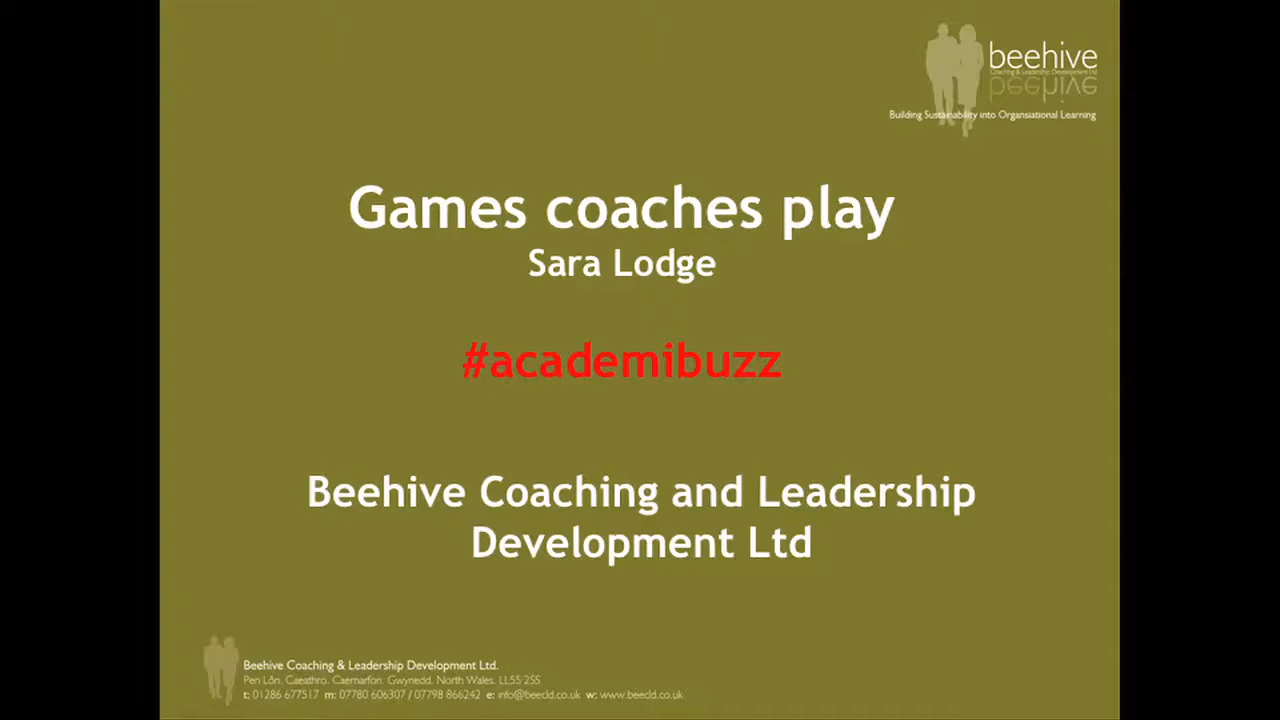 beehive
Coaching & Leadership Development Ltd
beehive
Building Sustainability into Organsiational Learning
Games coaches play
Sara Lodge
#academibuzz
Beehive Coaching and Leadership
Development Ltd
Beehive Coaching & Leadership Development Ltd.
Pen Lôn, Caeathro, Caernarfon, Gwynedd, North Wales, LL55 2SS
t: 01286 677517 m: 07780 606307 / 07798 866242 e: info@beecld.co.uk w: www.beecld.co.uk